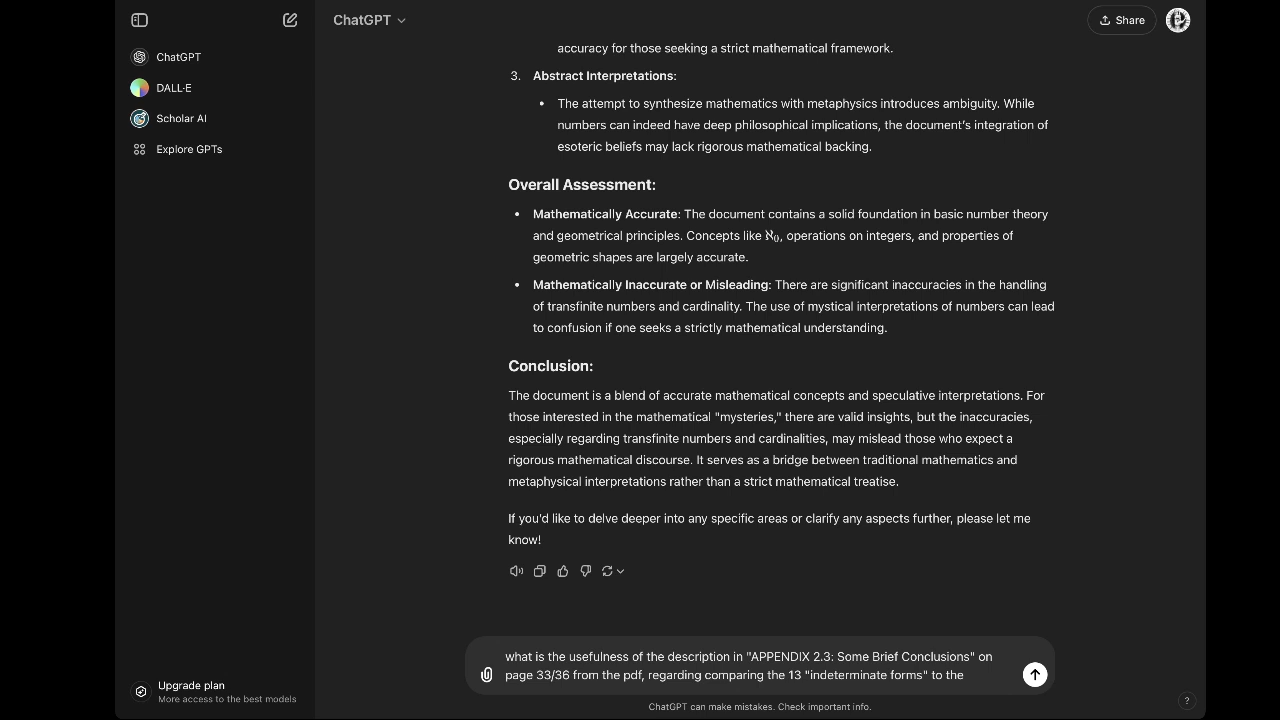 ChatGPT
Share
ChatGPT
DALL·E
Scholar AI
Explore GPTs
accuracy for those seeking a strict mathematical framework.
3. Abstract Interpretations:
• The attempt to synthesize mathematics with metaphysics introduces ambiguity. While
numbers can indeed have deep philosophical implications, the document's integration of
esoteric beliefs may lack rigorous mathematical backing.
Overall Assessment:
• Mathematically Accurate: The document contains a solid foundation in basic number theory
and geometrical principles. Concepts like ℵ₀, operations on integers, and properties of
geometric shapes are largely accurate.
• Mathematically Inaccurate or Misleading: There are significant inaccuracies in the handling
of transfinite numbers and cardinality. The use of mystical interpretations of numbers can lead
to confusion if one seeks a strictly mathematical understanding.
Conclusion:
The document is a blend of accurate mathematical concepts and speculative interpretations. For
those interested in the mathematical "mysteries," there are valid insights, but the inaccuracies,
especially regarding transfinite numbers and cardinalities, may mislead those who expect a
rigorous mathematical discourse. It serves as a bridge between traditional mathematics and
metaphysical interpretations rather than a strict mathematical treatise.
If you'd like to delve deeper into any specific areas or clarify any aspects further, please let me
know!
what is the usefulness of the description in "APPENDIX 2.3: Some Brief Conclusions" on
page 33/36 from the pdf, regarding comparing the 13 "indeterminate forms" to the
Upgrade plan
More access to the best models
ChatGPT can make mistakes. Check important info.
?